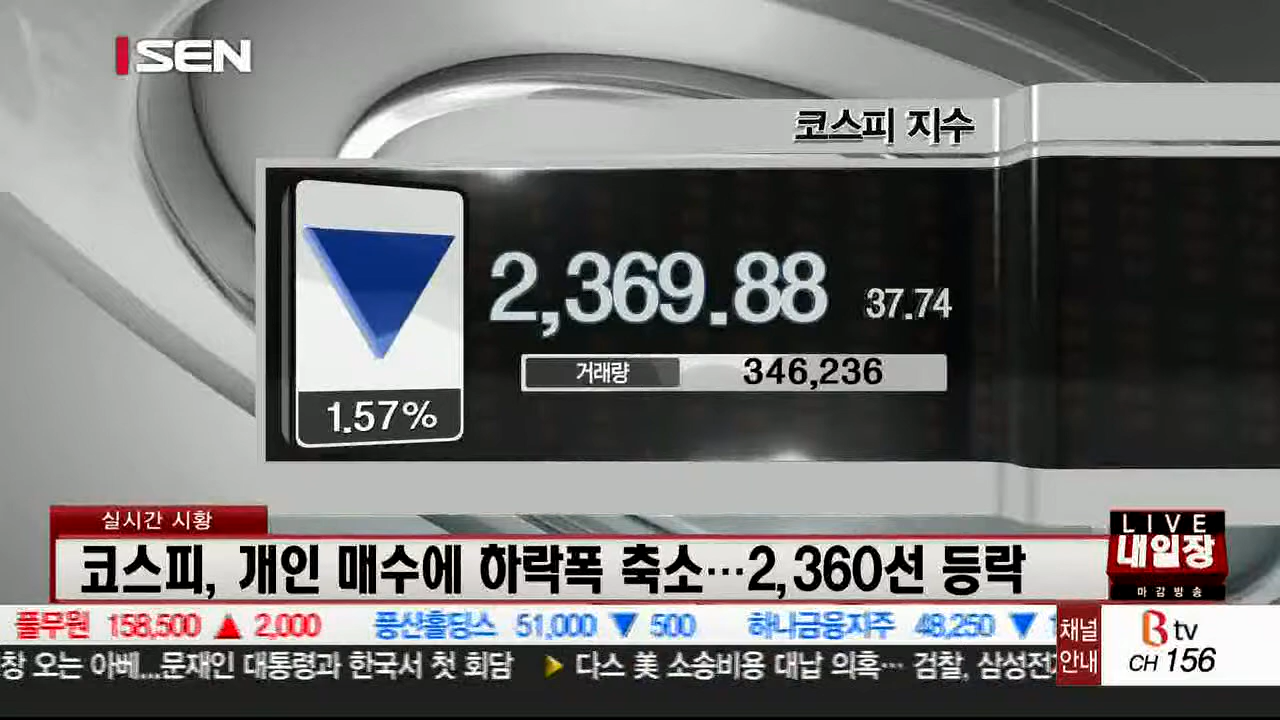 SEN
코스피 지수
2,369.88 37.74
거래량 346,236
1.57%
실시간 시황
코스피, 개인 매수에 하락폭 축소…2,360선 등락
LIVE
내일장
마감방송
풀무원 158,500 ▲ 2,000 풍산홀딩스 51,000 ▼ 500 하나금융지주 48,250 ▼
창 오는 아베...문재인 대통령과 한국서 첫 회담 ▶ 다스 美 소송비용 대납 의혹… 검찰, 삼성전
채널
안내
B tv
CH 156